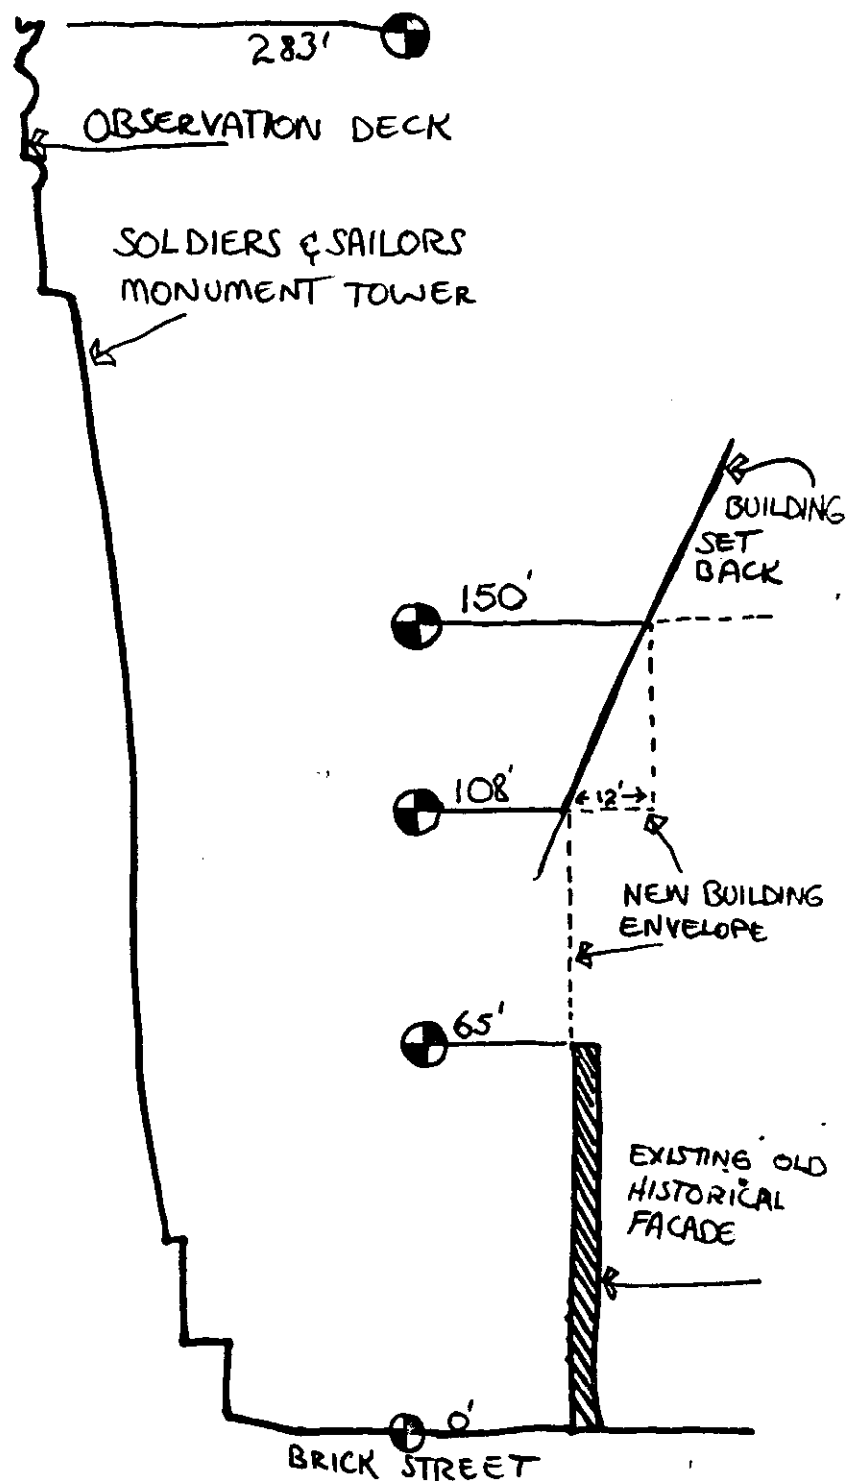 283'
OBSERVATION DECK
SOLDIERS & SAILORS
MONUMENT TOWER
BUILDING
SET
BACK
150'
108'
12'
NEW BUILDING
ENVELOPE
65'
EXISTING OLD
HISTORICAL
FACADE
0'
BRICK STREET